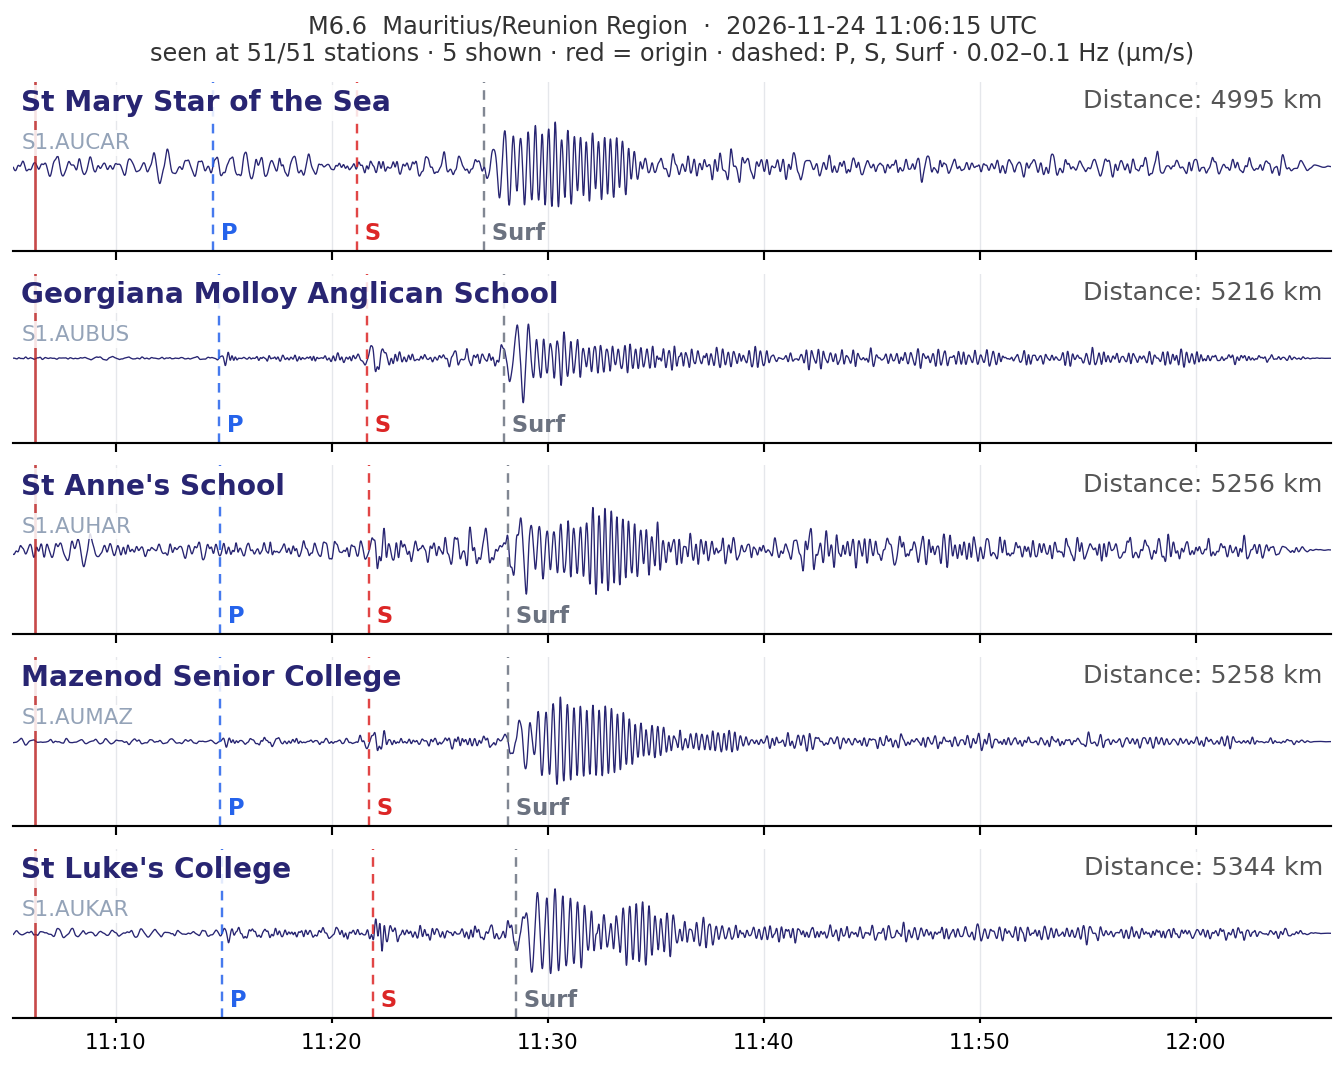 M6.6  Mauritius/Reunion Region  ·  2026-11-24 11:06:15 UTC
seen at 51/51 stations · 5 shown · red = origin · dashed: P, S, Surf · 0.02–0.1 Hz (µm/s)
St Mary Star of the Sea
Distance: 4995 km
S1.AUCAR
P
S
Surf
Georgiana Molloy Anglican School
Distance: 5216 km
S1.AUBUS
P
S
Surf
St Anne's School
Distance: 5256 km
S1.AUHAR
P
S
Surf
Mazenod Senior College
Distance: 5258 km
S1.AUMAZ
P
S
Surf
St Luke's College
Distance: 5344 km
S1.AUKAR
P
S
Surf
11:10
11:20
11:30
11:40
11:50
12:00